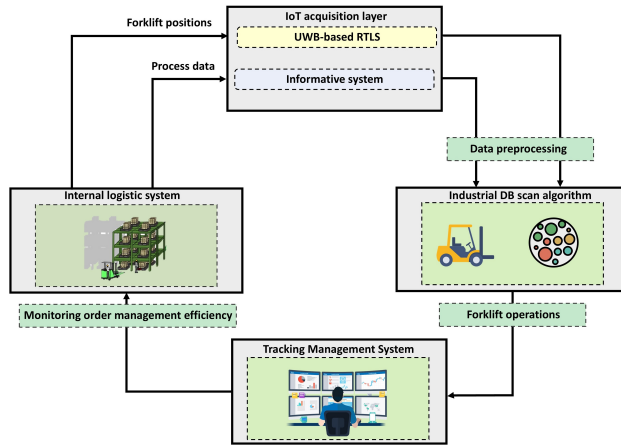 Forklift positions
IoT acquisition layer
UWB-based RTLS
Process data
Informative system
Data preprocessing
Internal logistic system
Industrial DB scan algorithm
Monitoring order management efficiency
Forklift operations
Tracking Management System